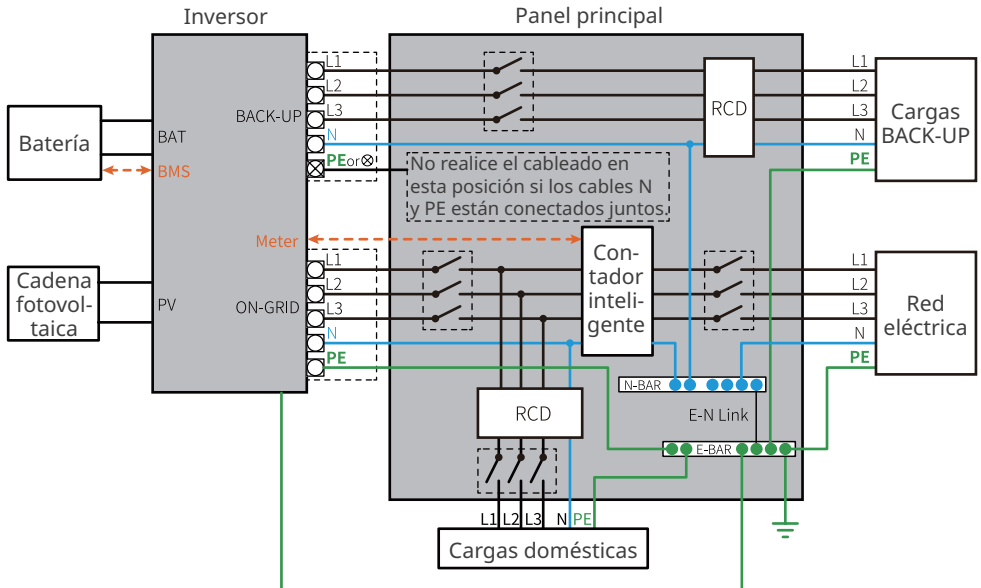 Inversor
Panel principal
L1
L2
L3
N
PEor⊗
BACK-UP
BAT
BMS
Batería
RCD
L1
L2
L3
N
PE
Cargas
BACK-UP
No realice el cableado en
esta posición si los cables N
y PE están conectados juntos.
Meter
Cadena
fotovol-
taica
PV
ON-GRID
L1
L2
L3
N
PE
Con-
tador
inteli-
gente
L1
L2
L3
N
PE
Red
eléctrica
N-BAR
E-N Link
E-BAR
RCD
L1 L2 L3 N PE
Cargas domésticas